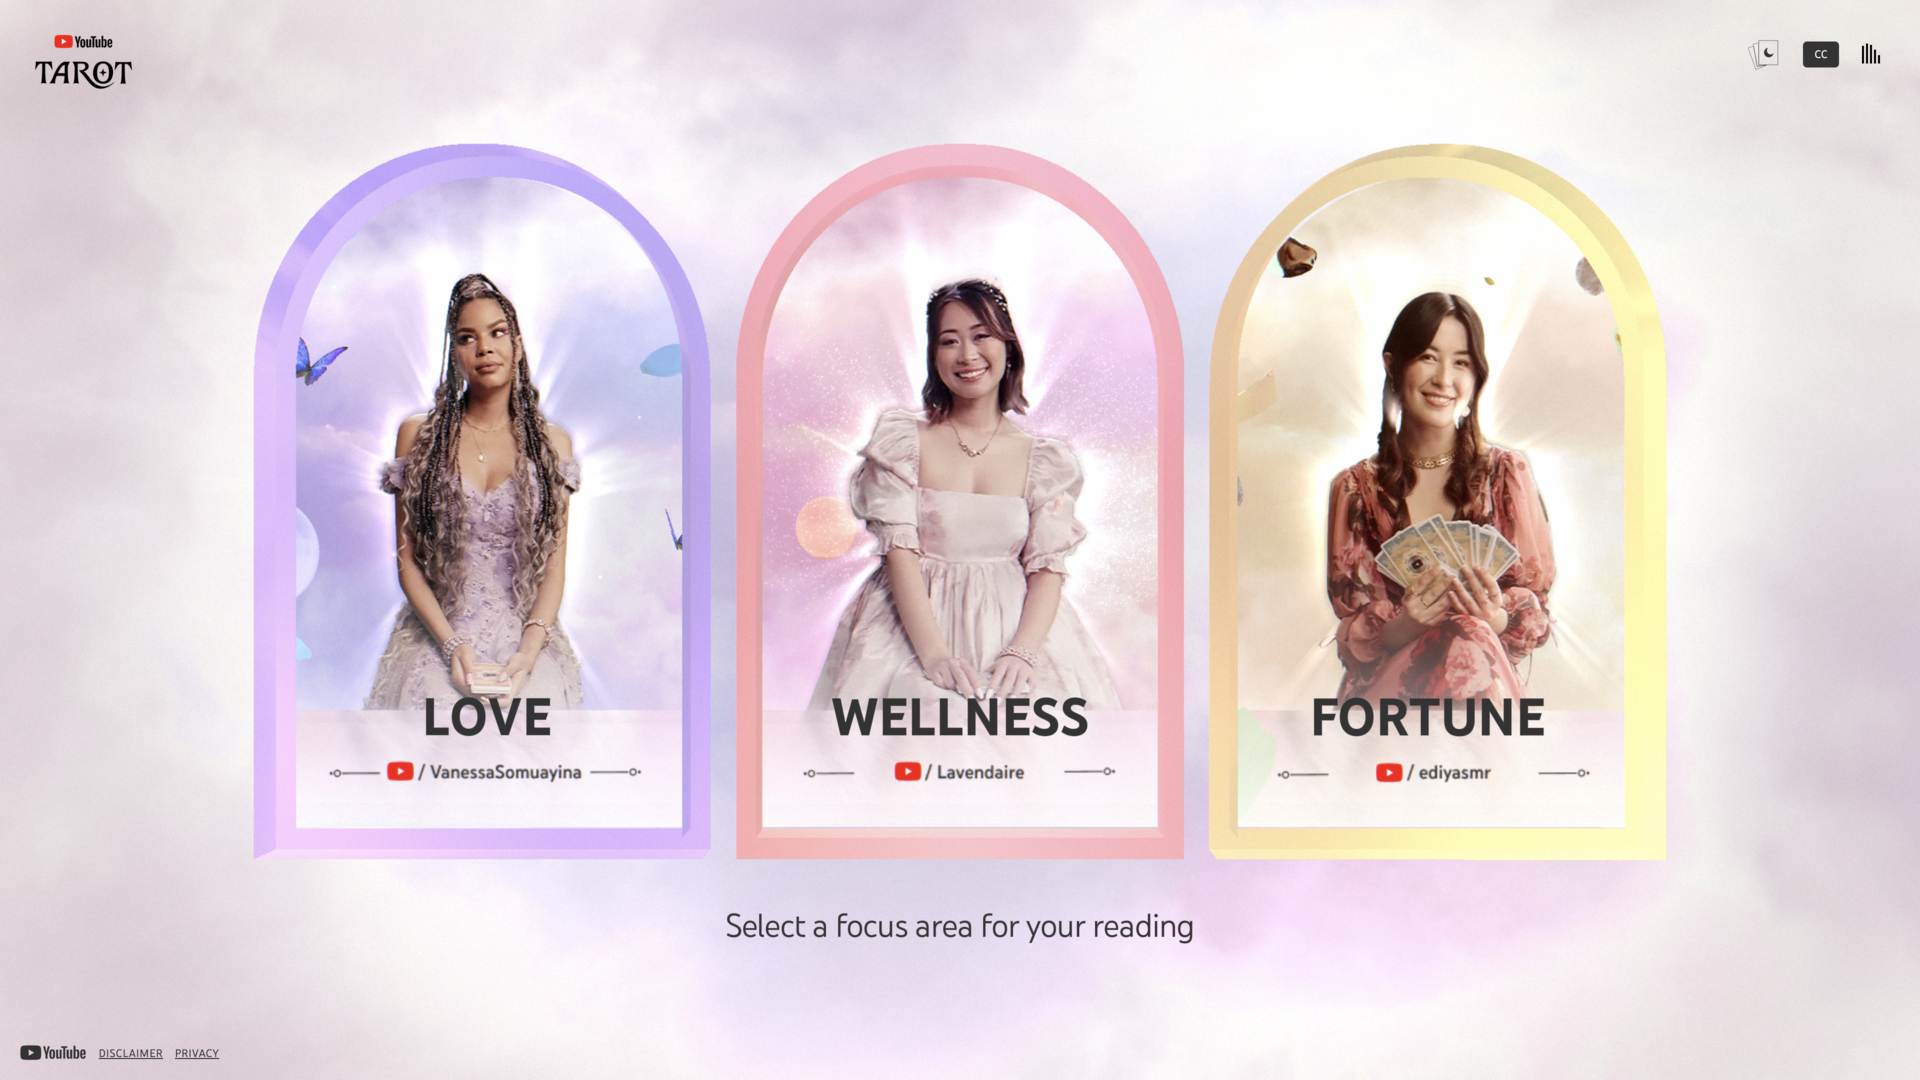 YouTube
TAROT
CC
LOVE
/ VanessaSomuayina
WELLNESS
/ Lavendaire
FORTUNE
/ ediyasmr
Select a focus area for your reading
YouTube DISCLAIMER PRIVACY